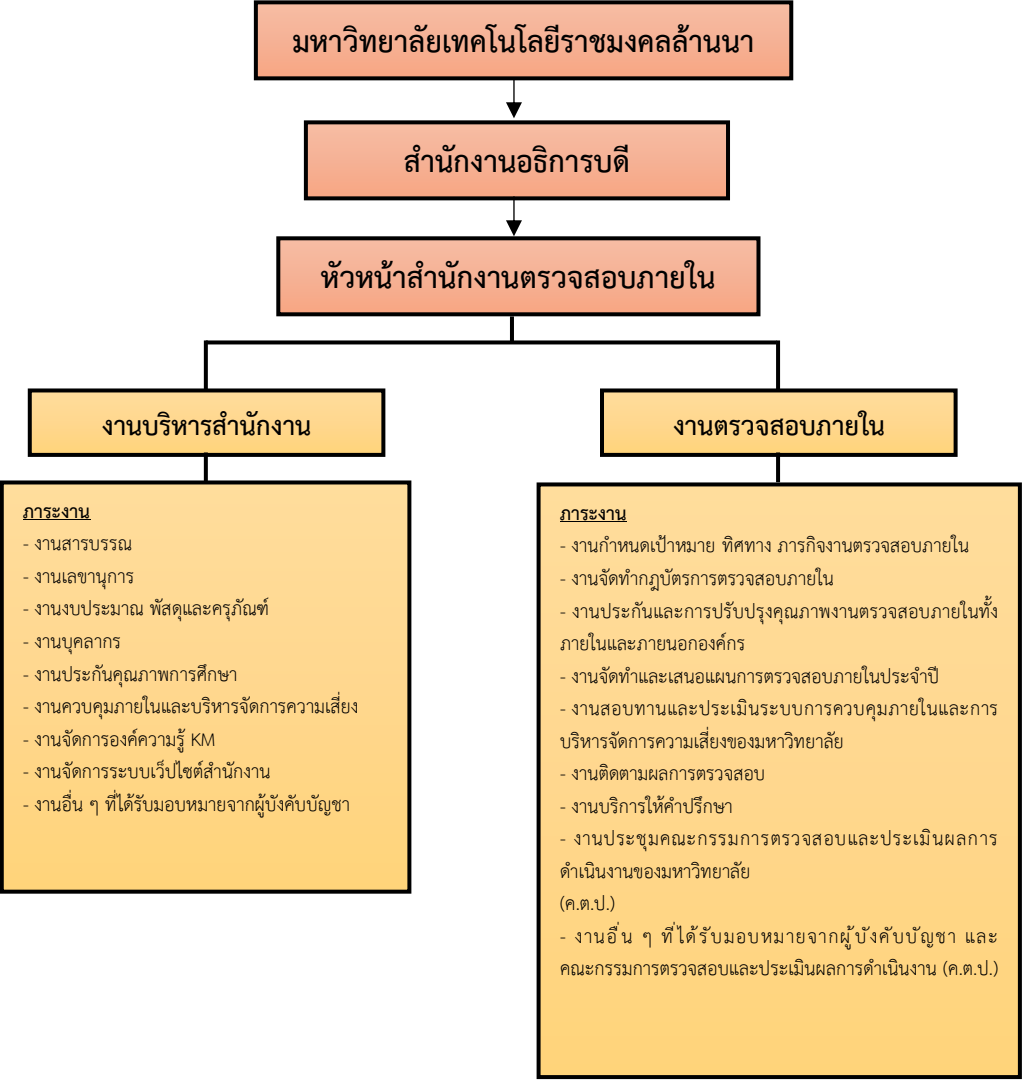 มหาวิทยาลัยเทคโนโลยีราชมงคลล้านนา
สำนักงานอธิการบดี
หัวหน้าสำนักงานตรวจสอบภายใน
งานบริหารสำนักงาน
ภาระงาน
- งานสารบรรณ
- งานเลขานุการ
- งานงบประมาณ พัสดุและครุภัณฑ์
- งานบุคลากร
- งานประกันคุณภาพการศึกษา
- งานควบคุมภายในและบริหารจัดการความเสี่ยง
- งานจัดการองค์ความรู้ KM
- งานจัดการระบบเว็บไซต์สำนักงาน
- งานอื่น ๆ ที่ได้รับมอบหมายจากผู้บังคับบัญชา
งานตรวจสอบภายใน
ภาระงาน
- งานกำหนดเป้าหมาย ทิศทาง ภารกิจงานตรวจสอบภายใน
- งานจัดทำกฎบัตรการตรวจสอบภายใน
- งานประกันและการปรับปรุงคุณภาพงานตรวจสอบภายในทั้ง
ภายในและภายนอกองค์กร
- งานจัดทำและเสนอแผนการตรวจสอบภายในประจำปี
- งานสอบทานและประเมินระบบการควบคุมภายในและการ
บริหารจัดการความเสี่ยงของมหาวิทยาลัย
- งานติดตามผลการตรวจสอบ
- งานบริการให้คำปรึกษา
- งานประชุมคณะกรรมการตรวจสอบและประเมินผลการ
ดำเนินงานของมหาวิทยาลัย
(ค.ต.ป.)
- งานอื่น ๆ ที่ได้รับมอบหมายจากผู้บังคับบัญชา และ
คณะกรรมการตรวจสอบและประเมินผลการดำเนินงาน (ค.ต.ป.)